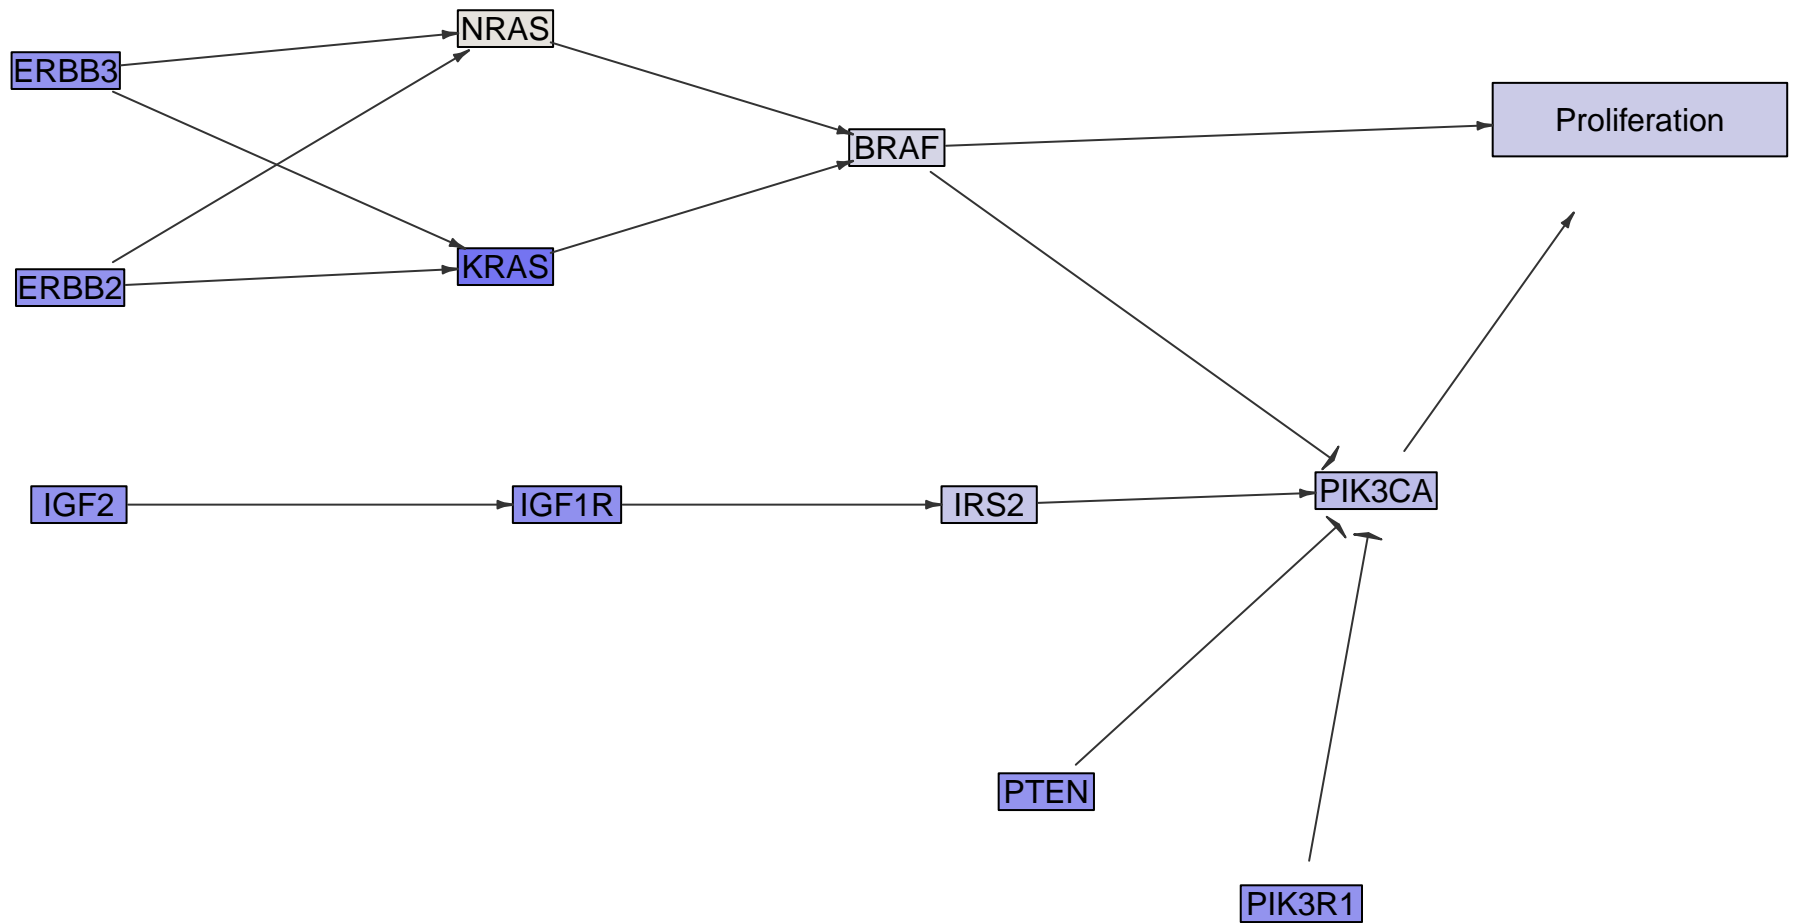 NRAS
ERBB3
Proliferation
BRAF
KRAS
ERBB2
PIK3CA
IGF2
IGF1R
IRS2
PTEN
PIK3R1